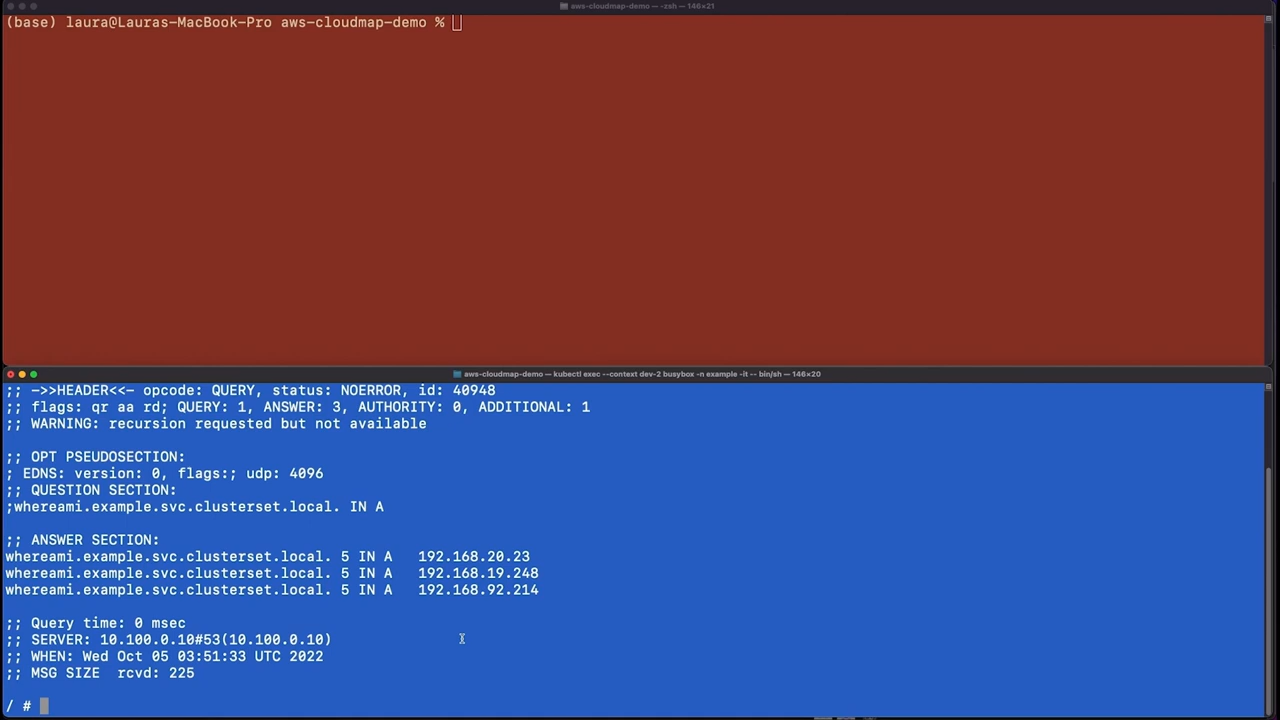 aws-cloudmap-demo — -zsh — 146×21
(base) laura@Lauras-MacBook-Pro aws-cloudmap-demo %
aws-cloudmap-demo — kubectl exec --context dev-2 busybox -n example -it -- bin/sh — 146×20
;; ->>HEADER<<- opcode: QUERY, status: NOERROR, id: 40948
;; flags: qr aa rd; QUERY: 1, ANSWER: 3, AUTHORITY: 0, ADDITIONAL: 1
;; WARNING: recursion requested but not available
;; OPT PSEUDOSECTION:
; EDNS: version: 0, flags:; udp: 4096
;; QUESTION SECTION:
;whereami.example.svc.clusterset.local. IN A
;; ANSWER SECTION:
whereami.example.svc.clusterset.local. 5 IN A 192.168.20.23
whereami.example.svc.clusterset.local. 5 IN A 192.168.19.248
whereami.example.svc.clusterset.local. 5 IN A 192.168.92.214
;; Query time: 0 msec
;; SERVER: 10.100.0.10#53(10.100.0.10)
;; WHEN: Wed Oct 05 03:51:33 UTC 2022
;; MSG SIZE rcvd: 225
/ #